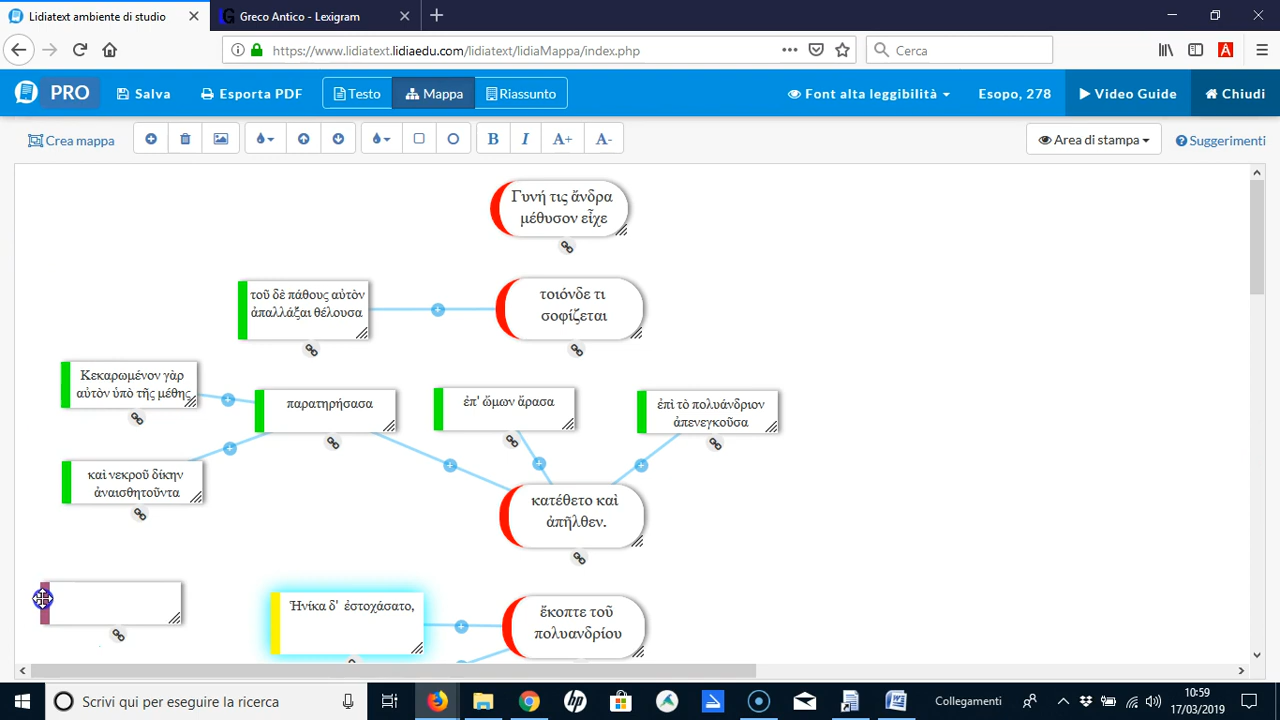 Lidiatext ambiente di studio
Greco Antico - Lexigram
https://www.lidiatext.lidiaedu.com/lidiatext/lidiaMappa/index.php
Cerca
PRO
Salva
Esporta PDF
Testo
Mappa
Riassunto
Font alta leggibilità
Esopo, 278
Video Guide
Chiudi
Crea mappa
B
I
A+
A-
Area di stampa
Suggerimenti
Γυνή τις ἄνδρα
μέθυσον εἶχε
τοῦ δὲ πάθους αὐτὸν
ἀπαλλάξαι θέλουσα
τοιόνδε τι
σοφίζεται
Κεκαρωμένον γὰρ
αὐτὸν ὑπὸ τῆς μέθης
παρατηρήσασα
ἐπ' ὤμων ἄρασα
ἐπὶ τὸ πολυάνδριον
ἀπενεγκοῦσα
καὶ νεκροῦ δίκην
ἀναισθητοῦντα
κατέθετο καὶ
ἀπῆλθεν.
Ἡνίκα δ' ἐστοχάσατο,
ἔκοπτε τοῦ
πολυανδρίου
Scrivi qui per eseguire la ricerca
Collegamenti
10:59
17/03/2019